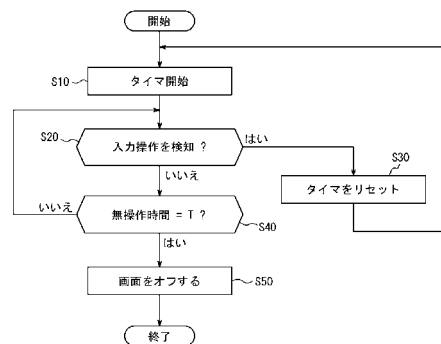 開始
S10
タイマ開始
S20
入力操作を検知 ?
はい
S30
いいえ
タイマをリセット
いいえ
無操作時間 = T ?
S40
はい
画面をオフする
S50
終了